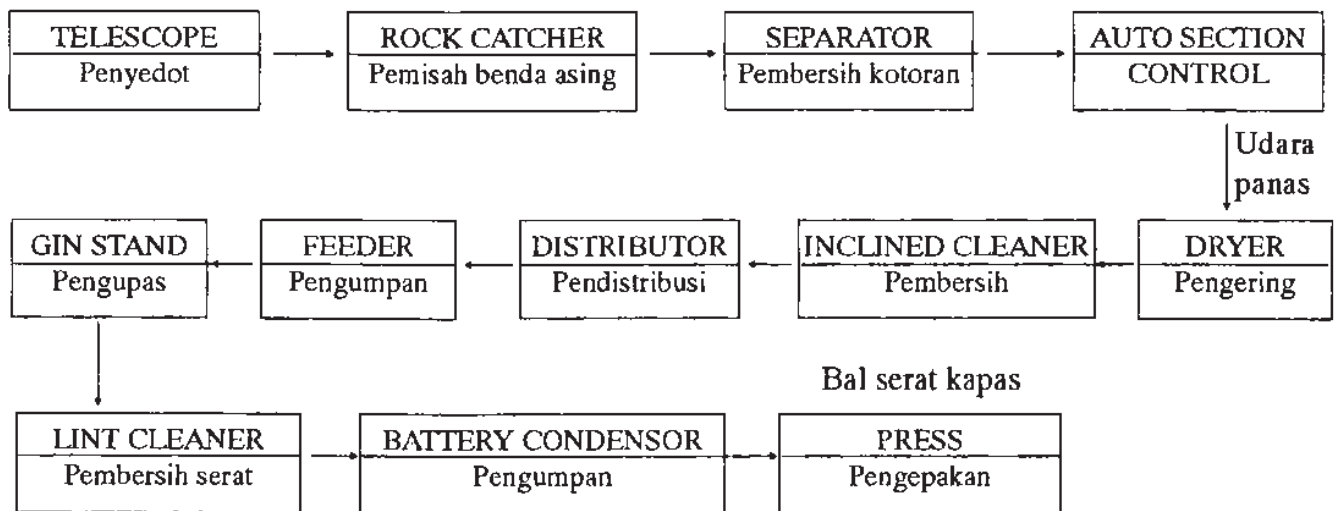 TELESCOPE
Penyedot
ROCK CATCHER
Pemisah benda asing
SEPARATOR
Pembersih kotoran
AUTO SECTION
CONTROL
Udara
panas
DRYER
Pengering
INCLINED CLEANER
Pembersih
DISTRIBUTOR
Pendistribusi
FEEDER
Pengumpan
GIN STAND
Pengupas
LINT CLEANER
Pembersih serat
BATTERY CONDENSOR
Pengumpan
Bal serat kapas
PRESS
Pengepakan